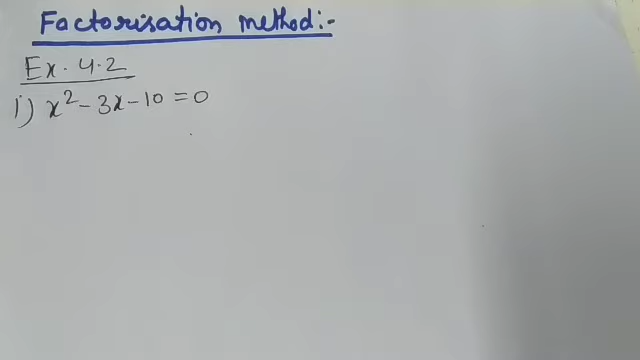 Factorisation method:-
Ex. 4.2
i) x² - 3x - 10 = 0